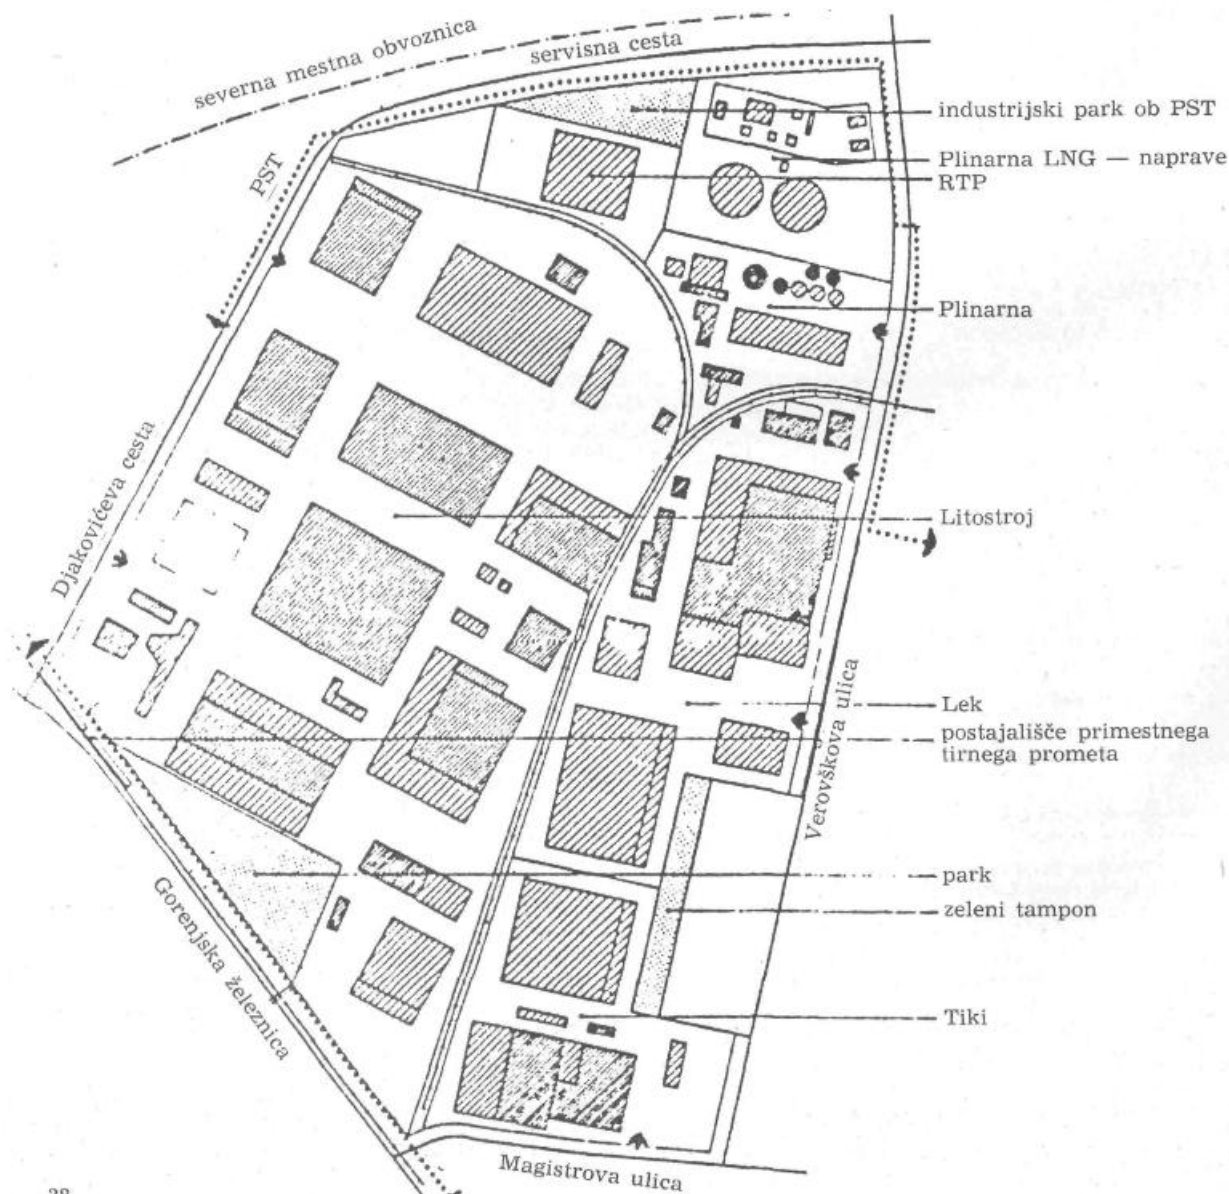 severna mestna obvoznica
servisna cesta
industrijski park ob PST
Plinarna LNG — naprave
RTP
PST
Plinarna
Djakovićeva cesta
Litostroj
Lek
postajališče primestnega
tirnega prometa
Verovškova ulica
park
zeleni tampon
Gorenjska železnica
Tiki
Magistrova ulica